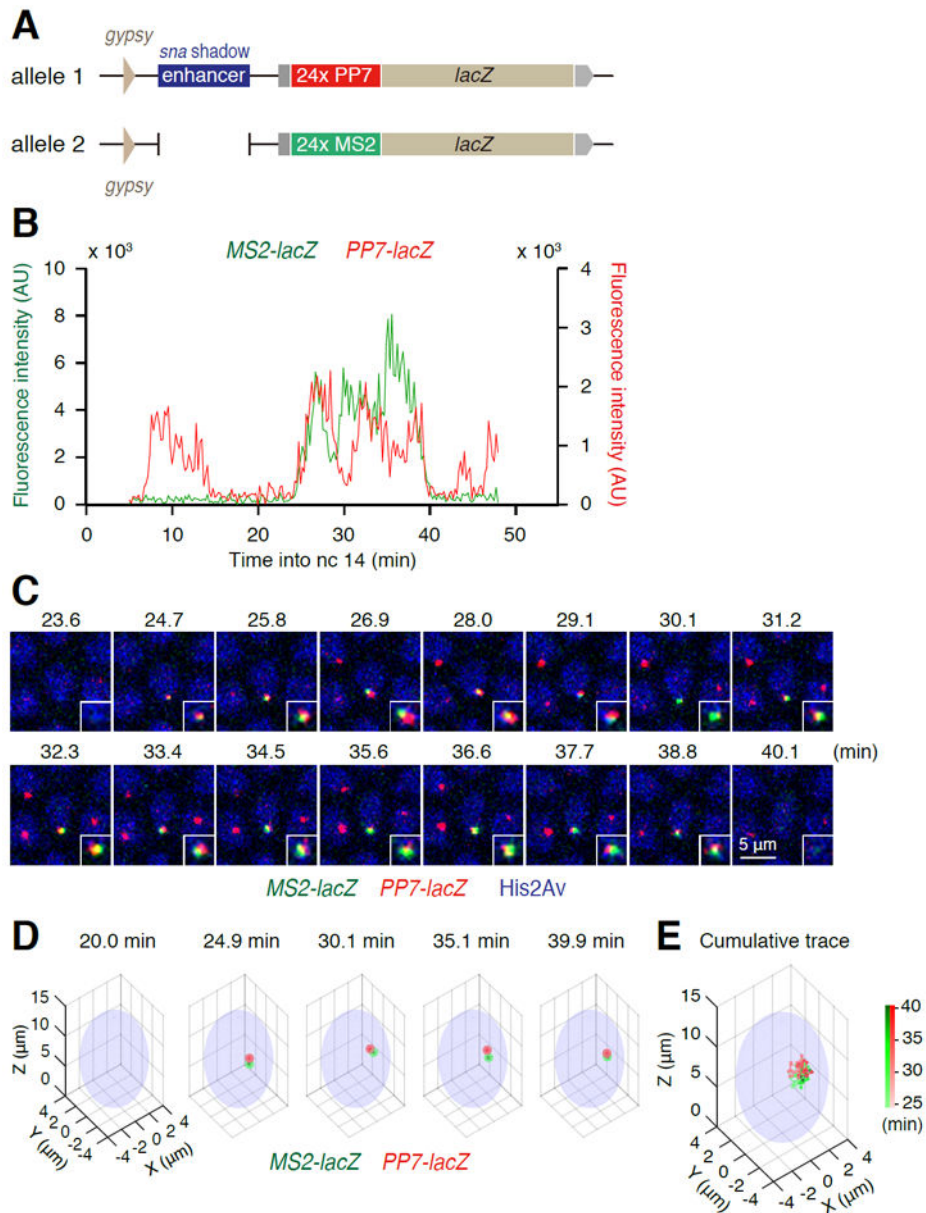 A
gypsy
sna shadow
allele 1
enhancer
24x PP7
lacZ
allele 2
24x MS2
lacZ
gypsy
B
x 10³
MS2-lacZ PP7-lacZ
x 10³
Fluorescence intensity (AU)
10
8
6
4
2
0
4
3
2
1
0
Fluorescence intensity (AU)
0 10 20 30 40 50
Time into nc 14 (min)
C
23.6 24.7 25.8 26.9 28.0 29.1 30.1 31.2
32.3 33.4 34.5 35.6 36.6 37.7 38.8 40.1 (min)
5 µm
MS2-lacZ PP7-lacZ His2Av
D
20.0 min 24.9 min 30.1 min 35.1 min 39.9 min
15
10
5
0
Z (µm)
4 2 0 -2 -4
Y (µm)
-4 -2 0 2 4
X (µm)
MS2-lacZ PP7-lacZ
E Cumulative trace
15
10
5
0
Z (µm)
4 2 0 -2 -4
Y (µm)
-4 -2 0 2 4
X (µm)
40
35
30
25
(min)